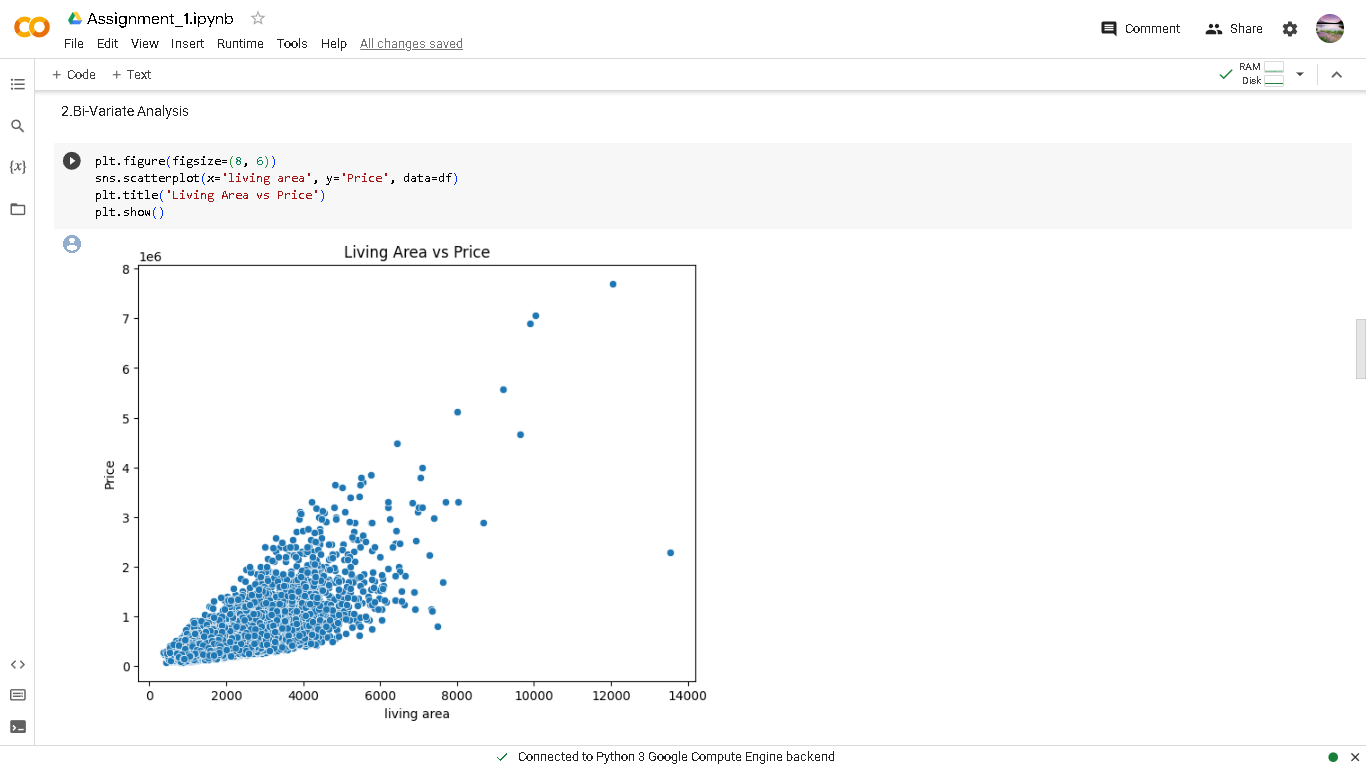 Assignment_1.ipynb
File Edit View Insert Runtime Tools Help All changes saved
Comment Share
+ Code + Text
RAM
Disk
2.Bi-Variate Analysis
{x}
plt.figure(figsize=(8, 6))
sns.scatterplot(x='living area', y='Price', data=df)
plt.title('Living Area vs Price')
plt.show()
Living Area vs Price
1e6
8
7
6
5
4
3
2
1
0
Price
0 2000 4000 6000 8000 10000 12000 14000
living area
Connected to Python 3 Google Compute Engine backend